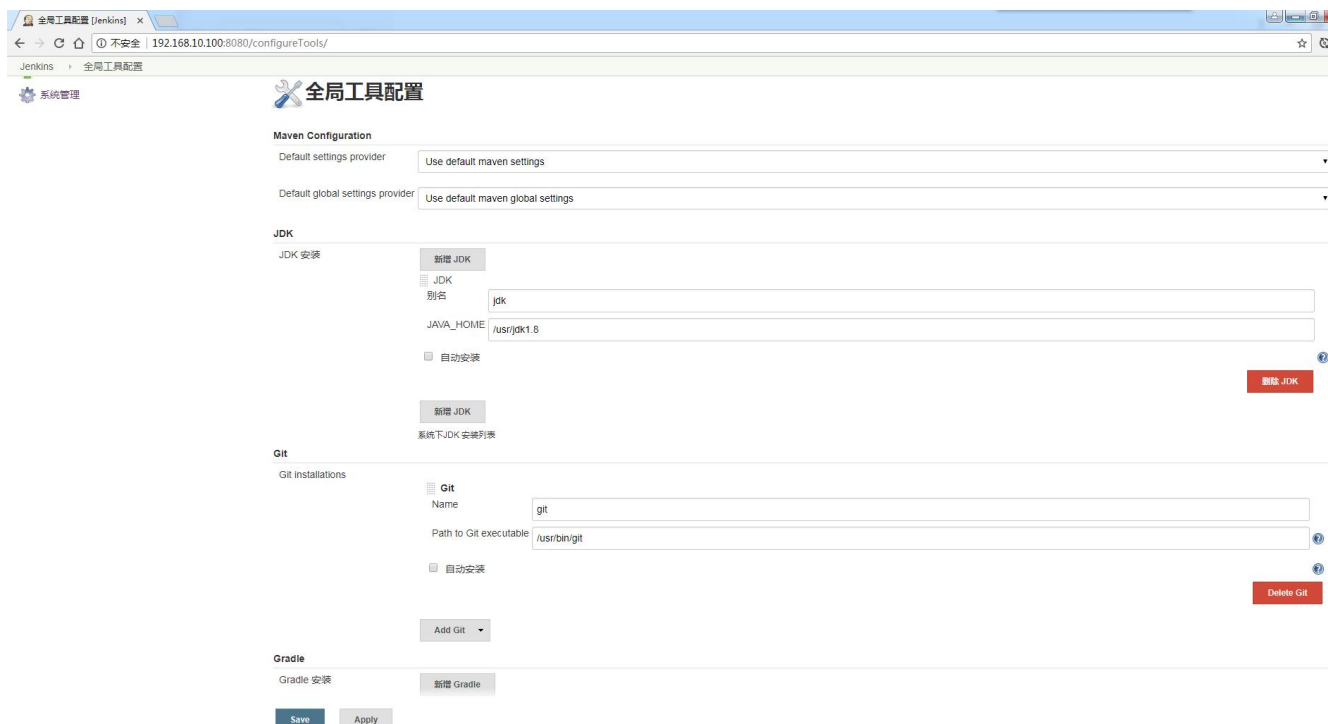 全局工具配置 [Jenkins]
不安全 | 192.168.10.100:8080/configureTools/
Jenkins 全局工具配置
系统管理
全局工具配置
Maven Configuration
Default settings provider
Use default maven settings
Default global settings provider
Use default maven global settings
JDK
JDK 安装
新增 JDK
JDK
别名
jdk
JAVA_HOME
/usr/jdk1.8
自动安装
删除 JDK
新增 JDK
系统下JDK 安装列表
Git
Git installations
Git
Name
git
Path to Git executable
/usr/bin/git
自动安装
Delete Git
Add Git
Gradle
Gradle 安装
新增 Gradle
Save Apply